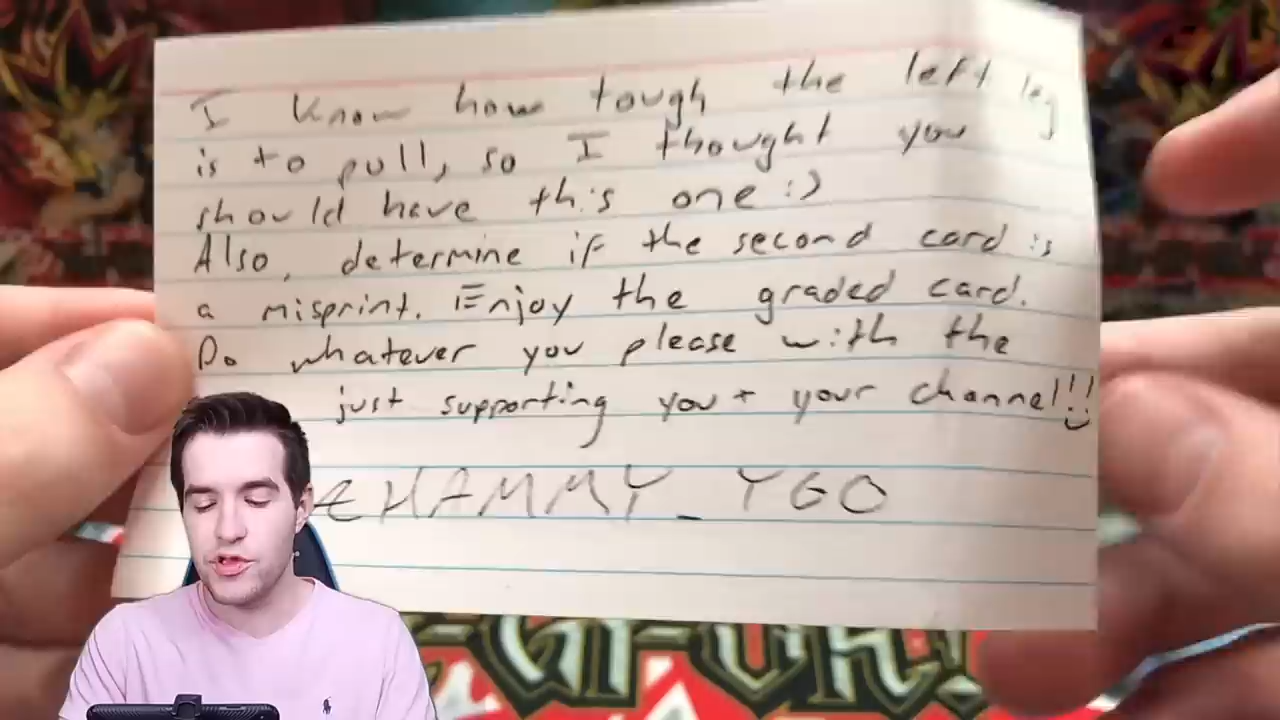 I know how tough the left leg
is to pull, so I thought you
should have this one :)
Also, determine if the second card is
a misprint. Enjoy the graded card.
Do whatever you please with the
just supporting you + your channel!!
HAMMY_YGO